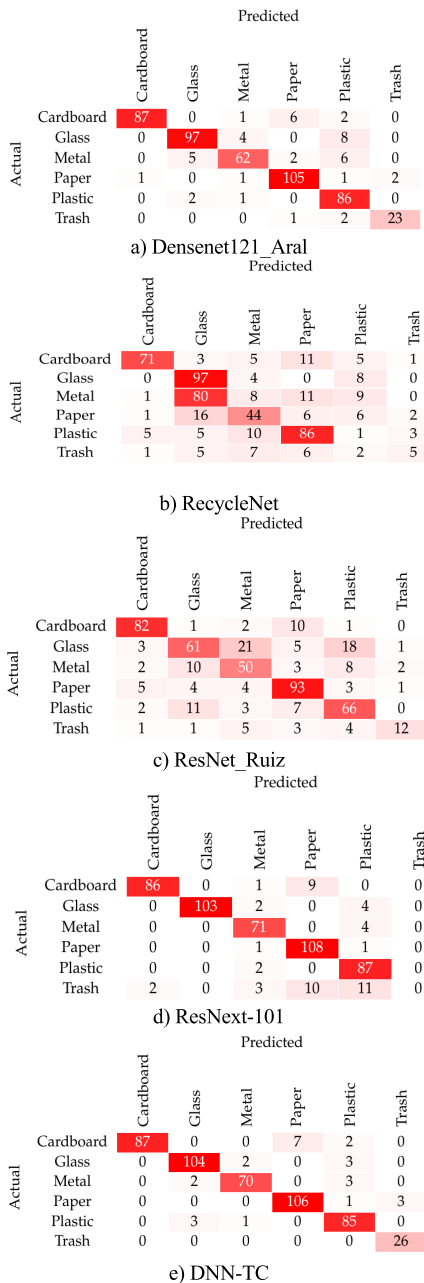 Predicted
Cardboard Glass Metal Paper Plastic Trash
Actual
Cardboard 87 0 1 6 2 0
Glass 0 97 4 0 8 0
Metal 0 5 62 2 6 0
Paper 1 0 1 105 1 2
Plastic 0 2 1 0 86 0
Trash 0 0 0 1 2 23
a) Densenet121_Aral
Predicted
Cardboard Glass Metal Paper Plastic Trash
Actual
Cardboard 71 3 5 11 5 1
Glass 0 97 4 0 8 0
Metal 1 80 8 11 9 0
Paper 1 16 44 6 6 2
Plastic 5 5 10 86 1 3
Trash 1 5 7 6 2 5
b) RecycleNet
Predicted
Cardboard Glass Metal Paper Plastic Trash
Actual
Cardboard 82 1 2 10 1 0
Glass 3 61 21 5 18 1
Metal 2 10 50 3 8 2
Paper 5 4 4 93 3 1
Plastic 2 11 3 7 66 0
Trash 1 1 5 3 4 12
c) ResNet_Ruiz
Predicted
Cardboard Glass Metal Paper Plastic Trash
Actual
Cardboard 86 0 1 9 0 0
Glass 0 103 2 0 4 0
Metal 0 0 71 0 4 0
Paper 0 0 1 108 1 0
Plastic 0 0 2 0 87 0
Trash 2 0 3 10 11 0
d) ResNext-101
Predicted
Cardboard Glass Metal Paper Plastic Trash
Actual
Cardboard 87 0 0 7 2 0
Glass 0 104 2 0 3 0
Metal 0 2 70 0 3 0
Paper 0 0 0 106 1 3
Plastic 0 3 1 0 85 0
Trash 0 0 0 0 0 26
e) DNN-TC